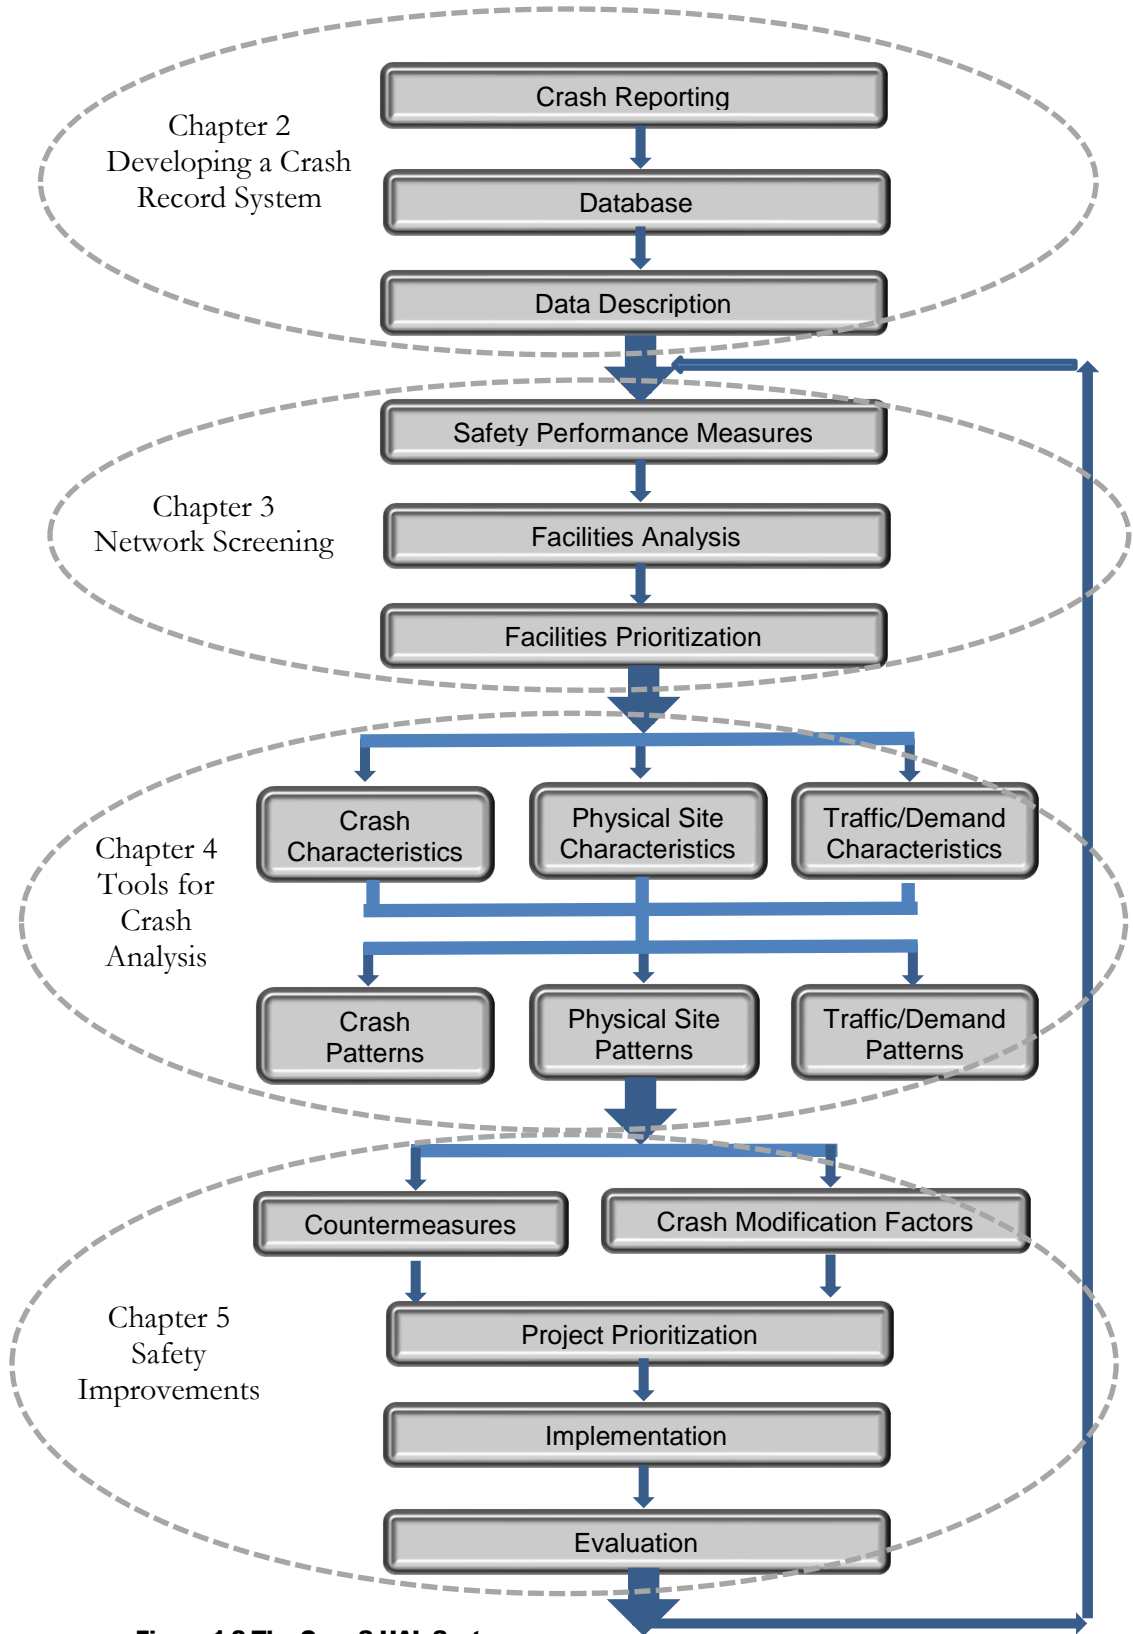 Crash Reporting
Chapter 2
Developing a Crash
Record System
Database
Data Description
Safety Performance Measures
Chapter 3
Network Screening
Facilities Analysis
Facilities Prioritization
Crash
Characteristics
Physical Site
Characteristics
Traffic/Demand
Characteristics
Chapter 4
Tools for
Crash
Analysis
Crash
Patterns
Physical Site
Patterns
Traffic/Demand
Patterns
Countermeasures
Crash Modification Factors
Chapter 5
Safety
Improvements
Project Prioritization
Implementation
Evaluation